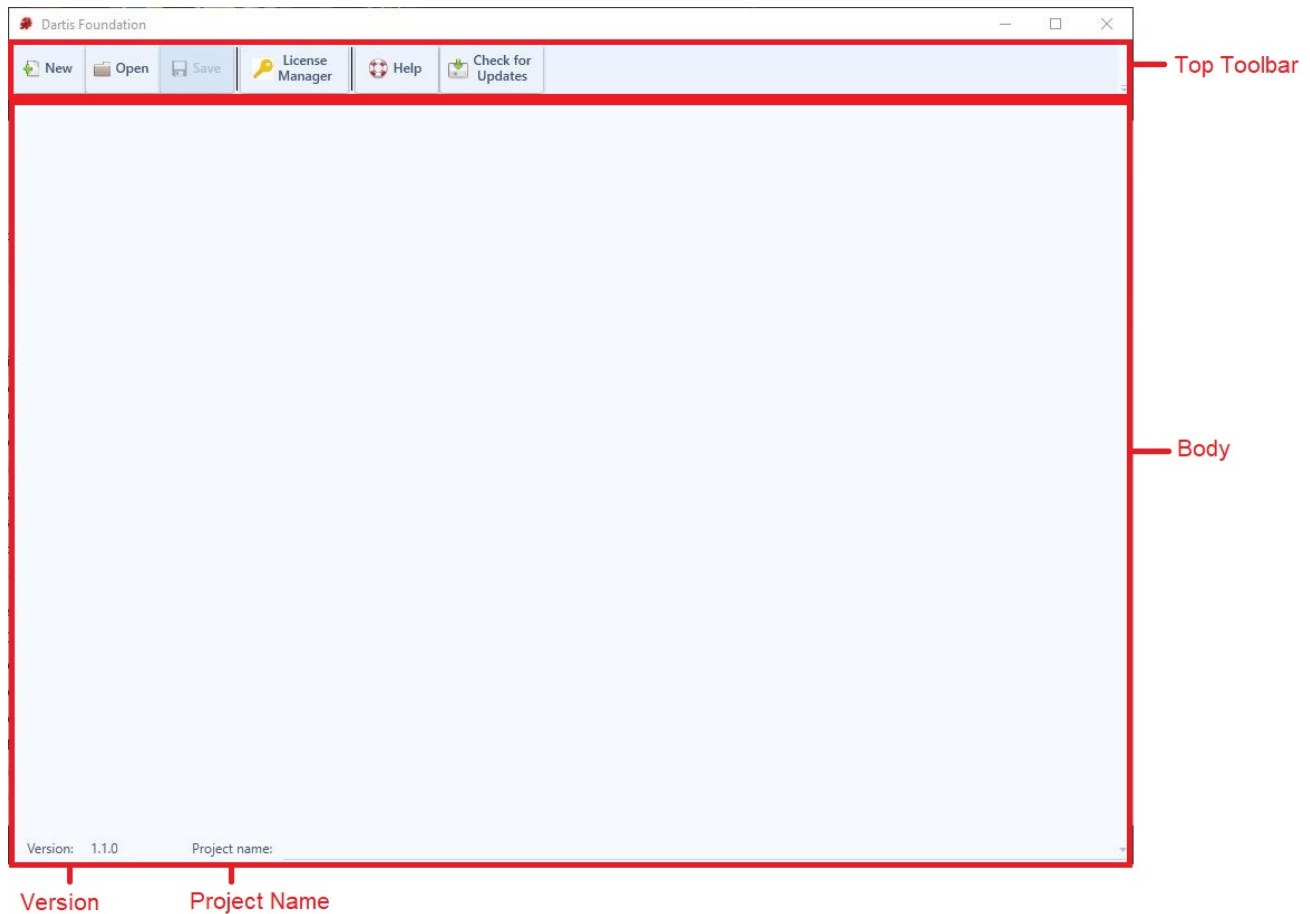 Dartis Foundation
New Open Save License Manager Help Check for Updates
Top Toolbar
Body
Version: 1.1.0 Project name:
Version Project Name